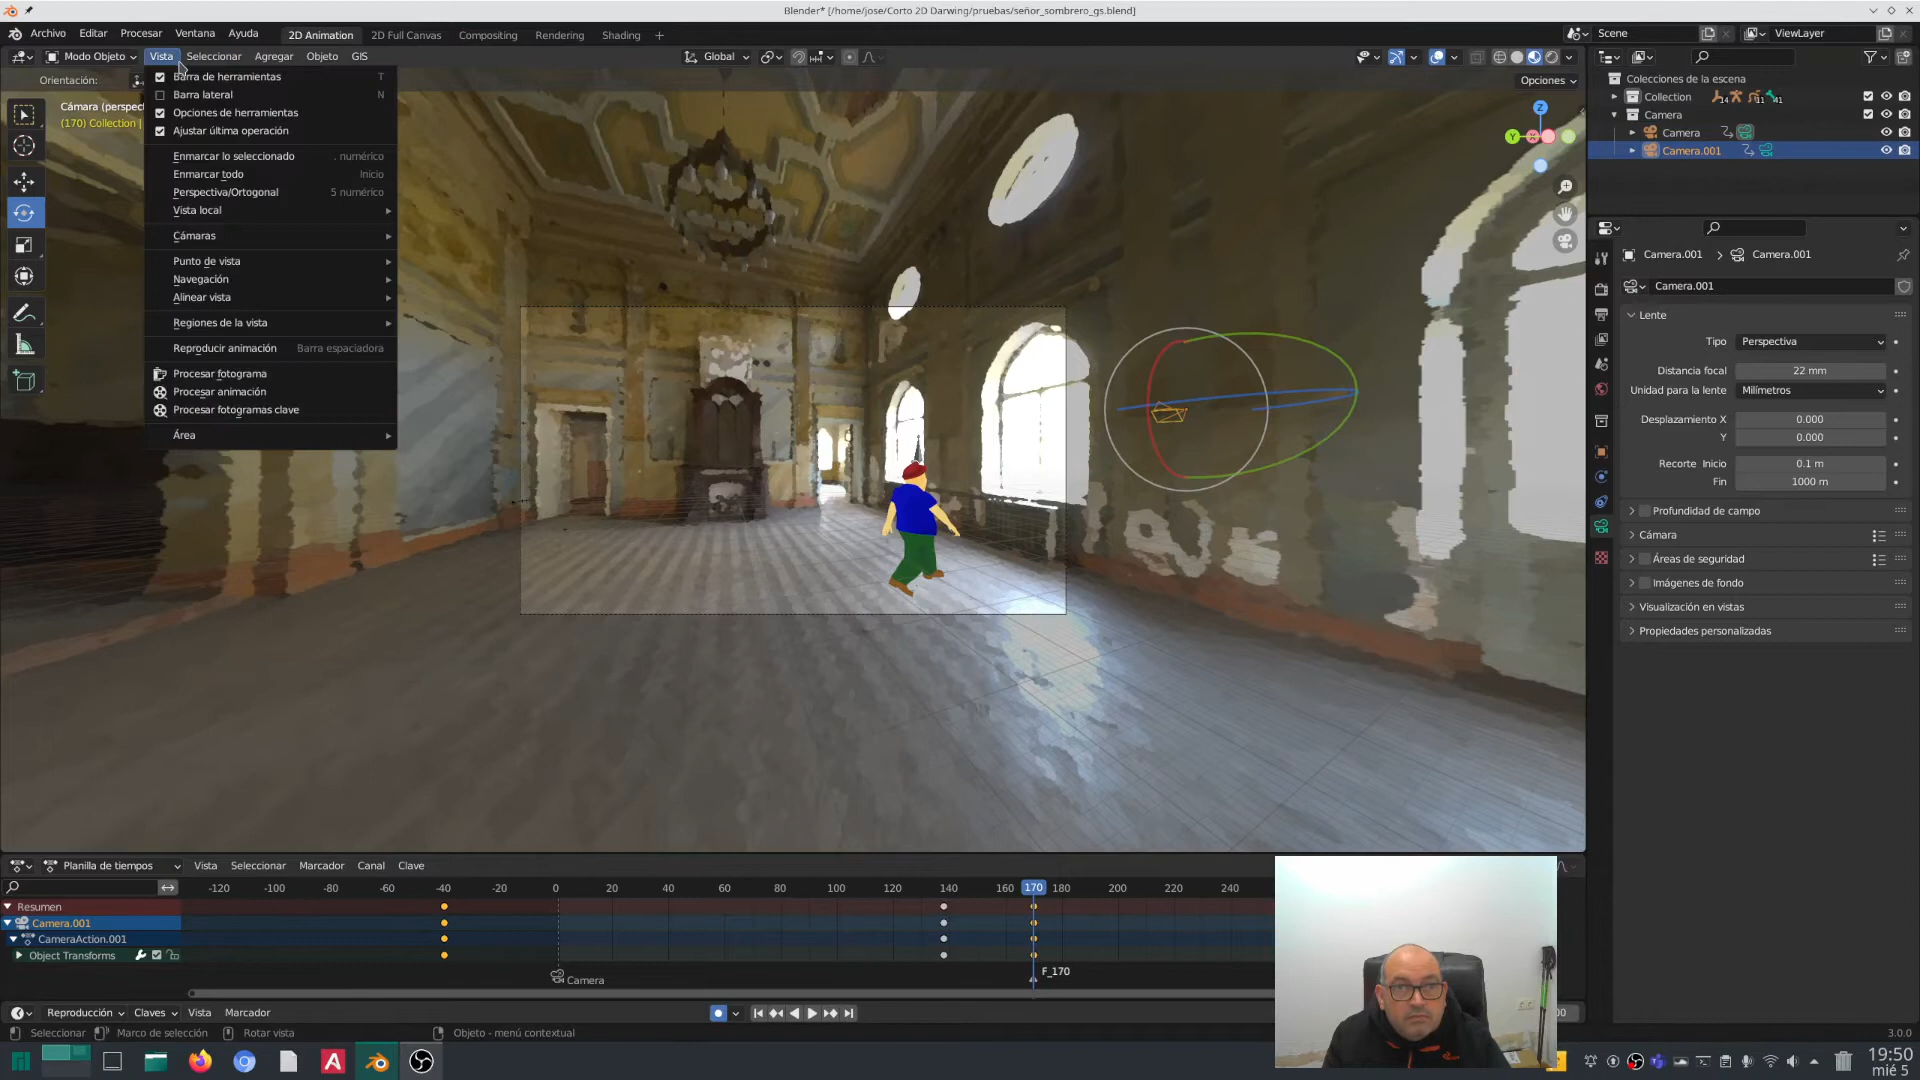 Blender* [/home/jose/Corto 2D Darwing/pruebas/señor_sombrero_gs.blend]
Archivo Editar Procesar Ventana Ayuda 2D Animation 2D Full Canvas Compositing Rendering Shading + Scene ViewLayer
Modo Objeto Vista Seleccionar Agregar Objeto GIS Global
Orientación: Opciones
Cámara (perspect
(170) Collection |
Barra de herramientas T
Barra lateral N
Opciones de herramientas
Ajustar última operación
Enmarcar lo seleccionado . numérico
Enmarcar todo Inicio
Perspectiva/Ortogonal 5 numérico
Vista local
Cámaras
Punto de vista
Navegación
Alinear vista
Regiones de la vista
Reproducir animación Barra espaciadora
Procesar fotograma
Procesar animación
Procesar fotogramas clave
Área
Z
Y
X
Colecciones de la escena
Collection 14 11 41
Camera
Camera
Camera.001
Camera.001 > Camera.001
Camera.001
Lente
Tipo Perspectiva
Distancia focal 22 mm
Unidad para la lente Milímetros
Desplazamiento X 0.000
Y 0.000
Recorte Inicio 0.1 m
Fin 1000 m
Profundidad de campo
Cámara
Áreas de seguridad
Imágenes de fondo
Visualización en vistas
Propiedades personalizadas
Planilla de tiempos Vista Seleccionar Marcador Canal Clave
-120 -100 -80 -60 -40 -20 0 20 40 60 80 100 120 140 160 170 180 200 220 240
Resumen
Camera.001
CameraAction.001
Object Transforms
F_170
Camera
Reproducción Claves Vista Marcador 00
Seleccionar Marco de selección Rotar vista Objeto - menú contextual 3.0.0
19:50
mié 5